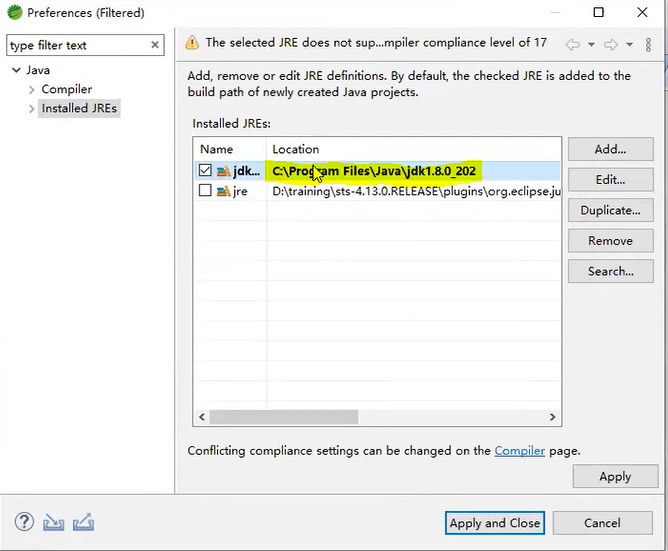 Preferences (Filtered)
type filter text
Java
Compiler
Installed JREs
The selected JRE does not sup...mpiler compliance level of 17
Add, remove or edit JRE definitions. By default, the checked JRE is added to the
build path of newly created Java projects.
Installed JREs:
Name Location
jdk... C:\Program Files\Java\jdk1.8.0_202
jre D:\training\sts-4.13.0.RELEASE\plugins\org.eclipse.ju
Add...
Edit...
Duplicate...
Remove
Search...
Conflicting compliance settings can be changed on the Compiler page.
Apply
Apply and Close Cancel